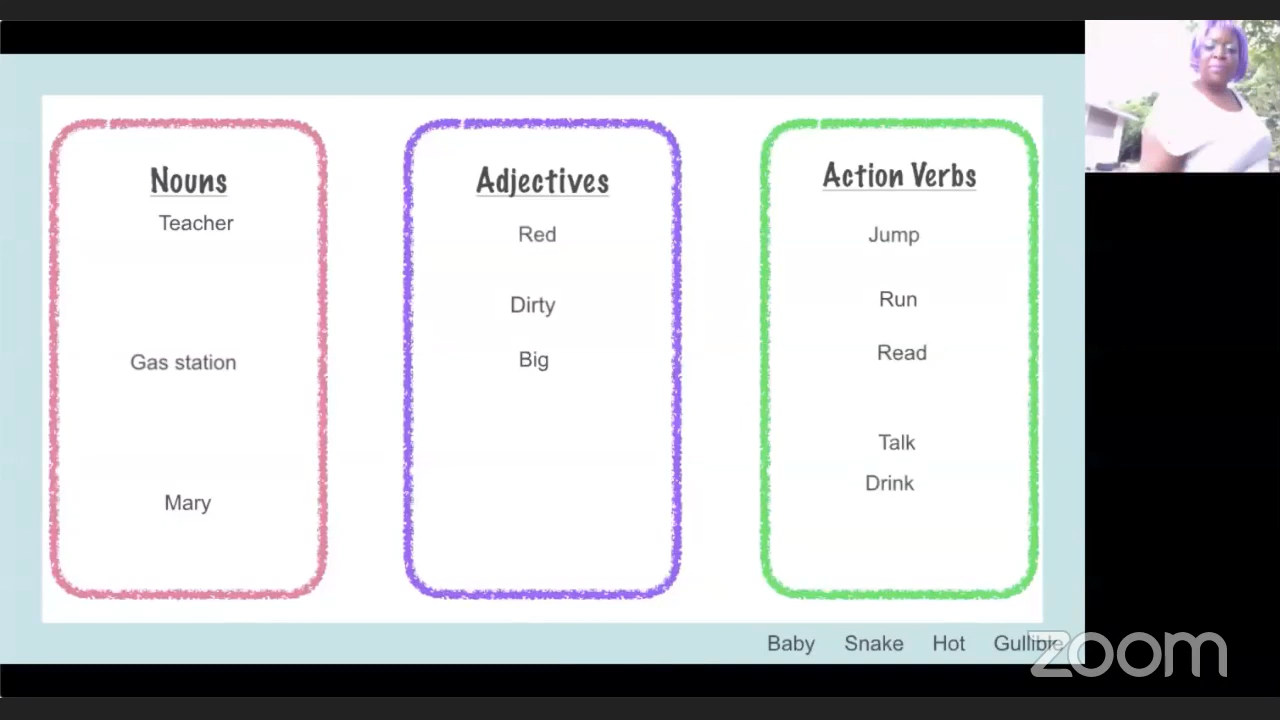 Nouns
Teacher
Gas station
Mary
Adjectives
Red
Dirty
Big
Action Verbs
Jump
Run
Read
Talk
Drink
Baby Snake Hot Gullible
zoom